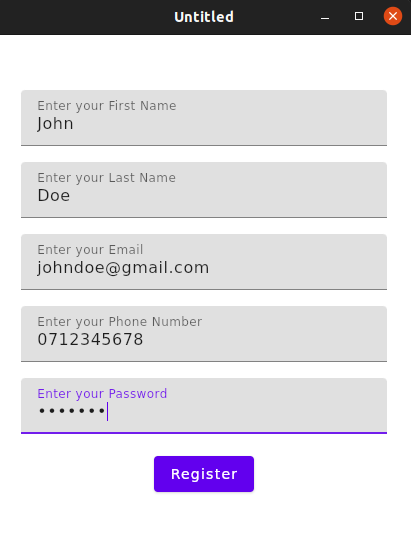 Untitled
Enter your First Name
John
Enter your Last Name
Doe
Enter your Email
johndoe@gmail.com
Enter your Phone Number
0712345678
Enter your Password
•••••••
Register